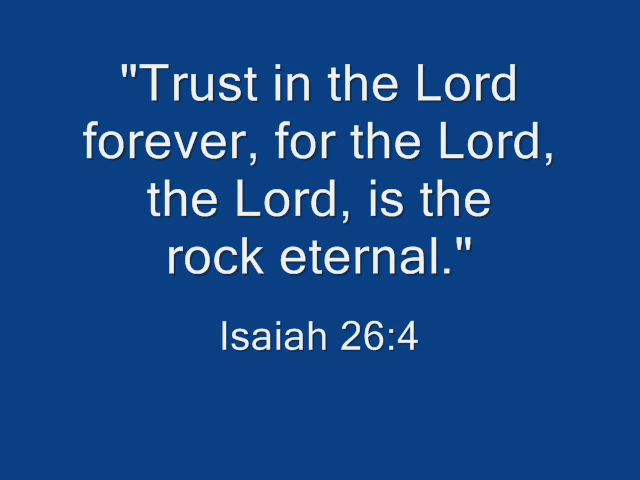 "Trust in the Lord
forever, for the Lord,
the Lord, is the
rock eternal."
Isaiah 26:4